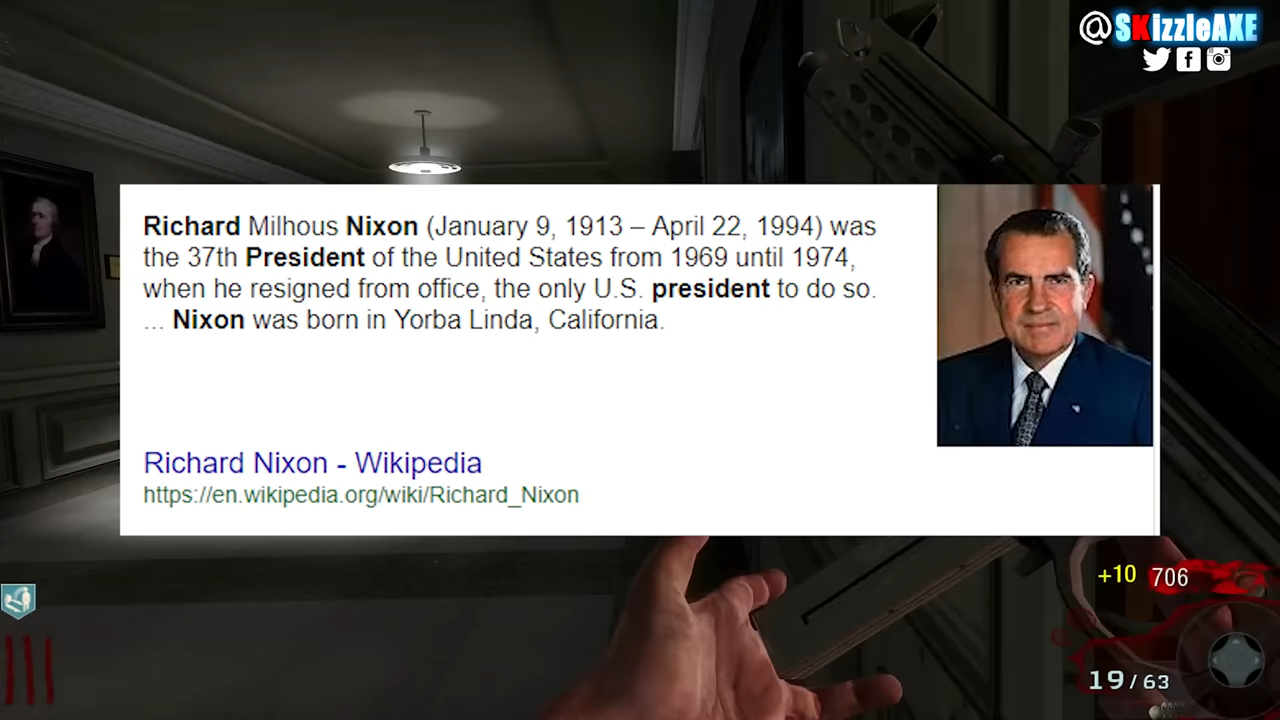 @SKizzleAXE
Richard Milhous Nixon (January 9, 1913 – April 22, 1994) was
the 37th President of the United States from 1969 until 1974,
when he resigned from office, the only U.S. president to do so.
... Nixon was born in Yorba Linda, California.
Richard Nixon - Wikipedia
https://en.wikipedia.org/wiki/Richard_Nixon
+10 706
19/63